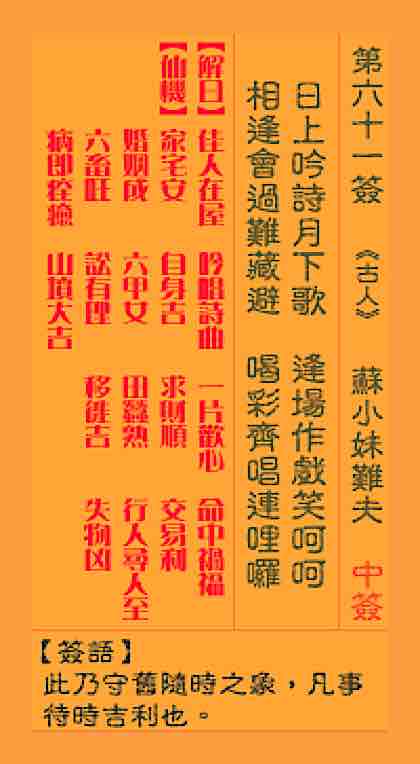 第六十一簽 《古人》 蘇小妹難夫 中簽
日上吟詩月下歌 逢場作戲笑呵呵
相逢會過難藏避 喝彩齊唱連哩囉
【解曰】佳人在屋 吟咀詩曲 一片歡心 命中禍福
【仙機】家宅安 自身吉 求財順 交易利
婚姻成 六甲安 田蠶熟 行人尋人至
六畜旺 訟有理 移徙吉 失物凶
病即痊癒 山墳大吉
【簽語】
此乃守舊隨時之象，凡事
待時吉利也。